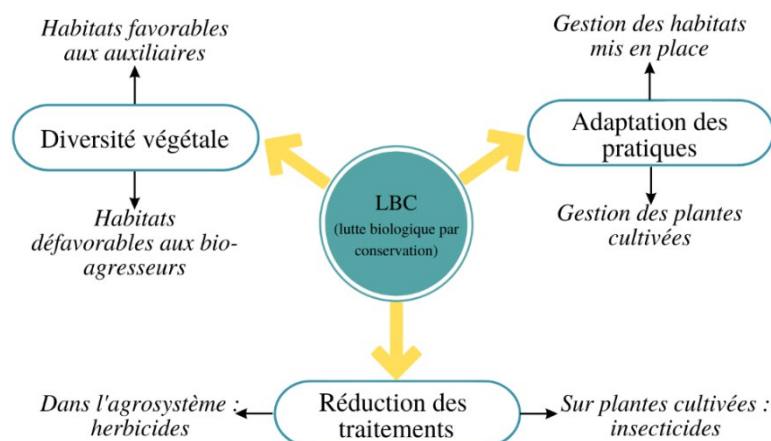 Habitats favorables
aux auxiliaires
Diversité végétale
Habitats
défavorables aux bio-
agresseurs
LBC
(lutte biologique par
conservation)
Gestion des habitats
mis en place
Adaptation des
pratiques
Gestion des plantes
cultivées
Dans l'agrosystème :
herbicides
Réduction des
traitements
Sur plantes cultivées :
insecticides